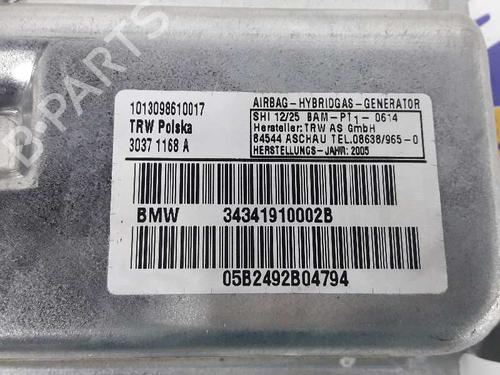 1013098610017
TRW Polska
3037 1168 A
AIRBAG-HYBRIDGAS-GENERATOR
SHI 12/25 BAM-PT1-0614
Hersteller:TRW AS GmbH
84544 ASCHAU TEL.08638/965-0
HERSTELLUNGS-JAHR:2005
BMW 34341910002B
05B2492B04794
B-PARTS